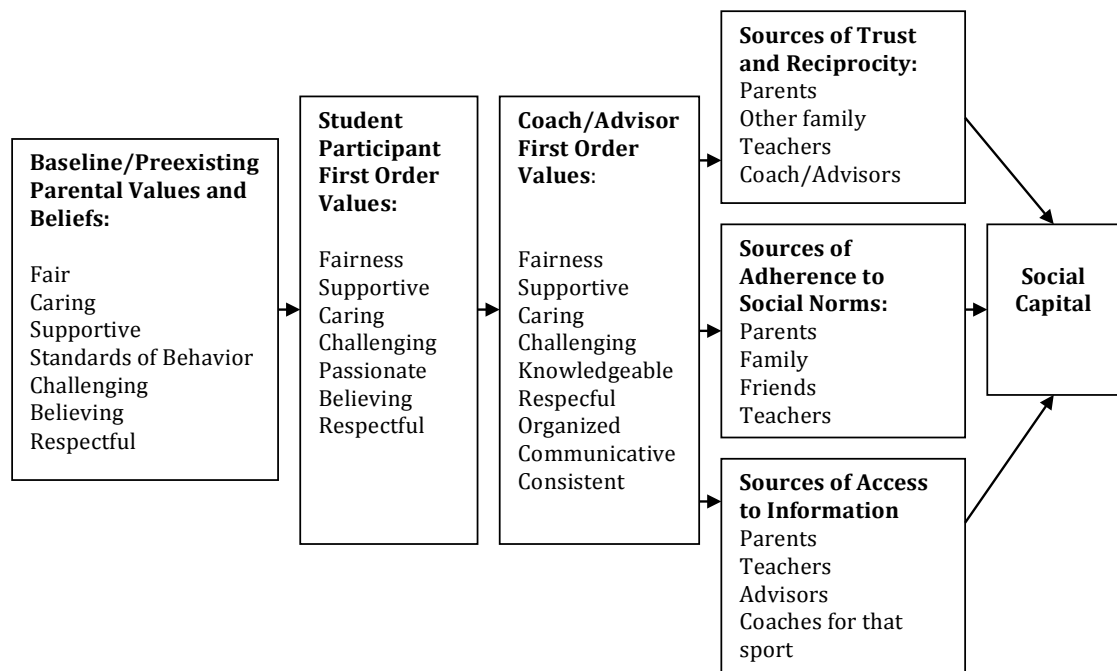 Baseline/Preexisting
Parental Values and
Beliefs:
Fair
Caring
Supportive
Standards of Behavior
Challenging
Believing
Respectful
Student
Participant
First Order
Values:
Fairness
Supportive
Caring
Challenging
Passionate
Believing
Respectful
Coach/Advisor
First Order
Values:
Fairness
Supportive
Caring
Challenging
Knowledgeable
Respecful
Organized
Communicative
Consistent
Sources of Trust
and Reciprocity:
Parents
Other family
Teachers
Coach/Advisors
Sources of
Adherence to
Social Norms:
Parents
Family
Friends
Teachers
Sources of Access
to Information
Parents
Teachers
Advisors
Coaches for that
sport
Social
Capital